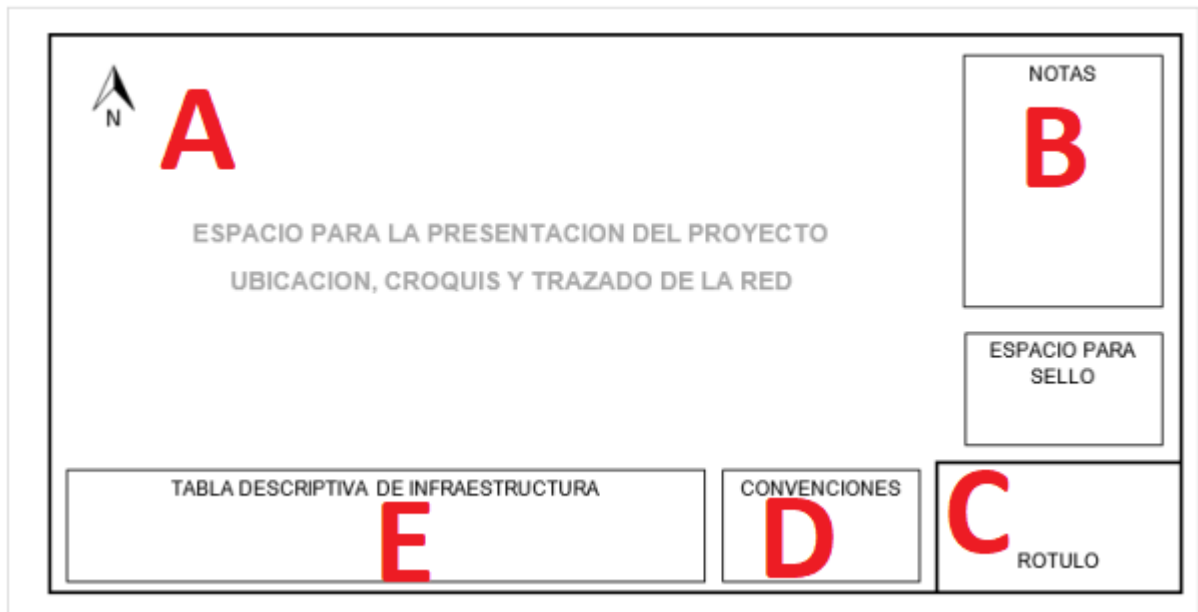 N
A
ESPACIO PARA LA PRESENTACION DEL PROYECTO
UBICACION, CROQUIS Y TRAZADO DE LA RED
NOTAS
B
ESPACIO PARA
SELLO
TABLA DESCRIPTIVA DE INFRAESTRUCTURA
E
CONVENCIONES
D
C
ROTULO